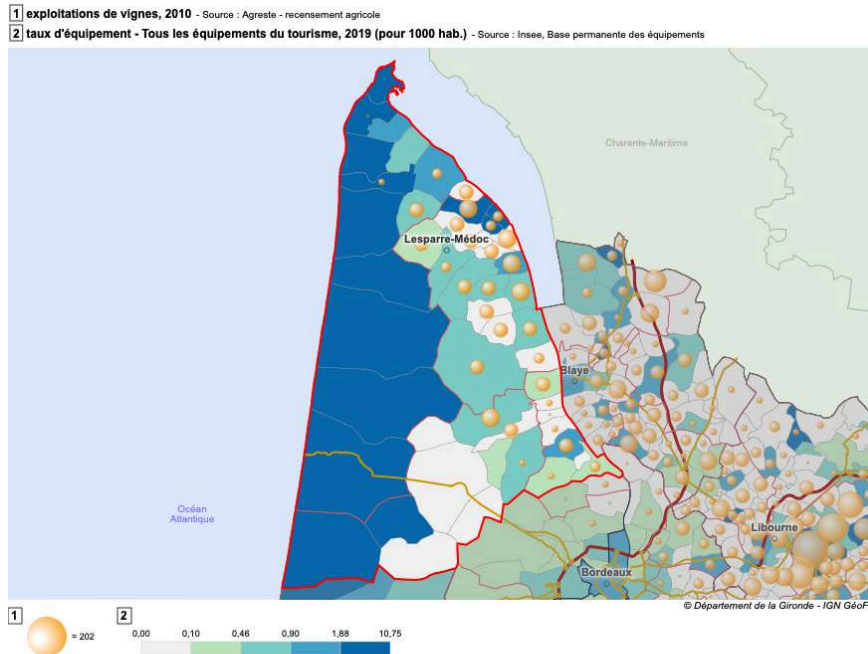 1 exploitations de vignes, 2010 - Source : Agreste - recensement agricole
2 taux d'équipement - Tous les équipements du tourisme, 2019 (pour 1000 hab.) - Source : Insee, Base permanente des équipements
Charente-Maritime
Lesparre-Médoc
Blaye
Océan
Atlantique
Libourne
Bordeaux
© Département de la Gironde - IGN GéoF
1 2
= 202
0,00 0,10 0,46 0,90 1,88 10,75